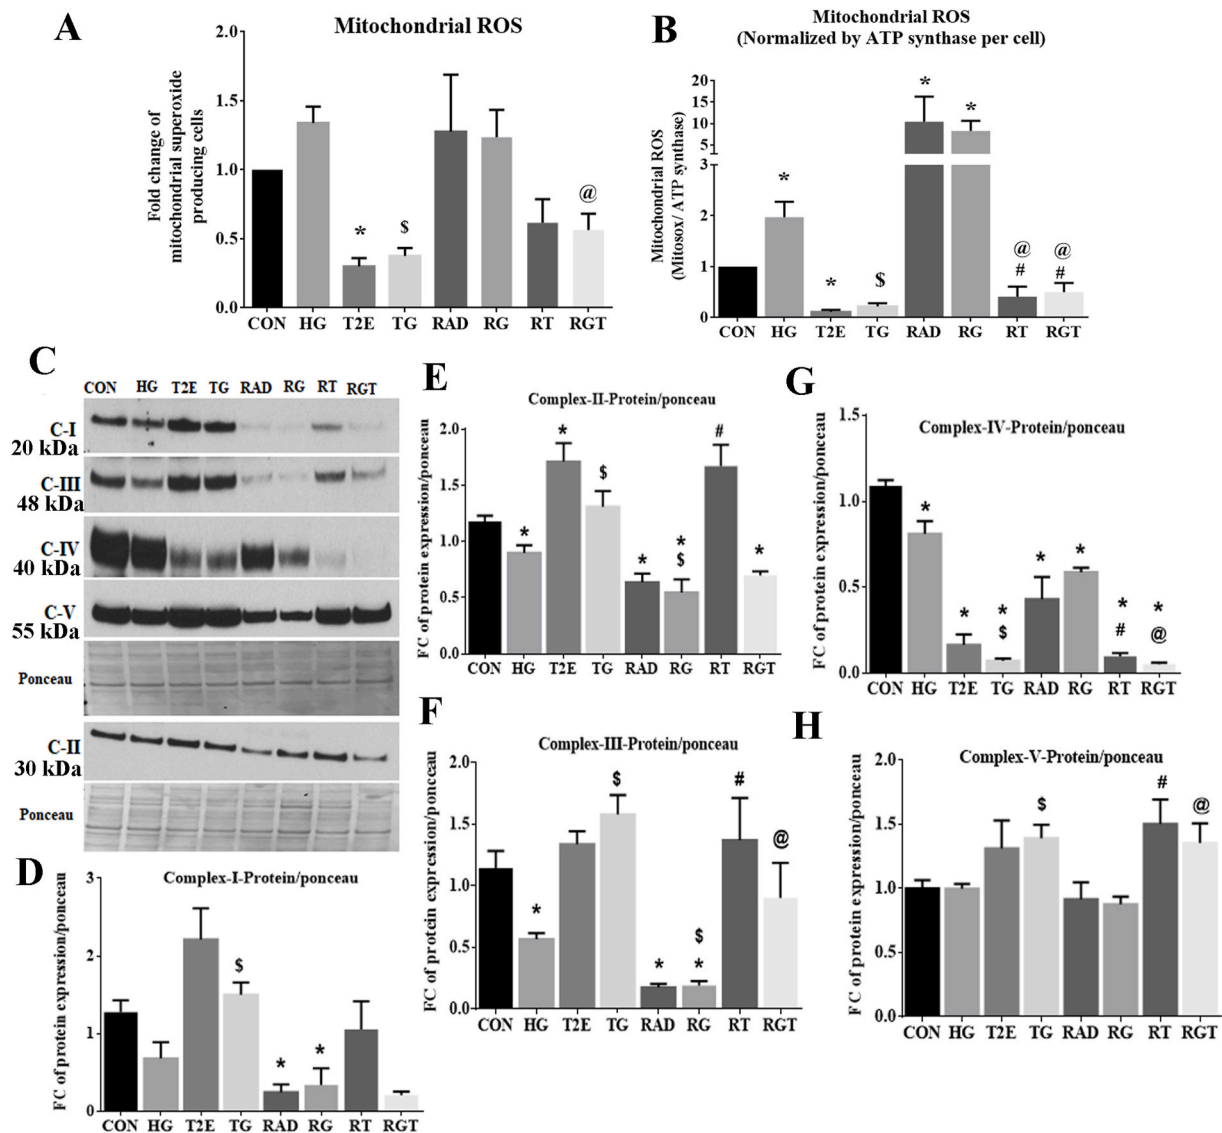 A
Mitochondrial ROS
Fold change of
mitochondrial superoxide
producing cells
2.0
1.5
1.0
0.5
0.0
*
$
@
CON HG T2E TG RAD RG RT RGT
B
Mitochondrial ROS
(Normalized by ATP synthase per cell)
Mitochondrial ROS
(Mitosox/ ATP synthase)
20
15
10
5
3
2
1
0
*
*
$
*
*
@
#
@
#
CON HG T2E TG RAD RG RT RGT
C
CON HG T2E TG RAD RG RT RGT
C-I
20 kDa
C-III
48 kDa
C-IV
40 kDa
C-V
55 kDa
Ponceau
C-II
30 kDa
Ponceau
D
Complex-I-Protein/ponceau
FC of protein expression/ponceau
3
2
1
0
$
*
*
CON HG T2E TG RAD RG RT RGT
E
Complex-II-Protein/ponceau
FC of protein expression/ponceau
2.0
1.5
1.0
0.5
0.0
*
*
$
*
*
$
#
*
CON HG T2E TG RAD RG RT RGT
F
Complex-III-Protein/ponceau
FC of protein expression/ponceau
2.0
1.5
1.0
0.5
0.0
*
$
*
$
*
#
@
CON HG T2E TG RAD RG RT RGT
G
Complex-IV-Protein/ponceau
FC of protein expression/ponceau
1.5
1.0
0.5
0.0
*
*
*
$
*
*
*
#
*
@
CON HG T2E TG RAD RG RT RGT
H
Complex-V-Protein/ponceau
FC of protein expression/ponceau
2.0
1.5
1.0
0.5
0.0
$
#
@
CON HG T2E TG RAD RG RT RGT